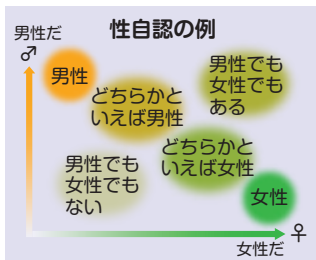 性自認の例
男性だ
♂
男性
どちらかと
いえば男性
男性でも
女性でも
ある
男性でも
女性でも
ない
どちらかと
いえば女性
女性
♀
女性だ